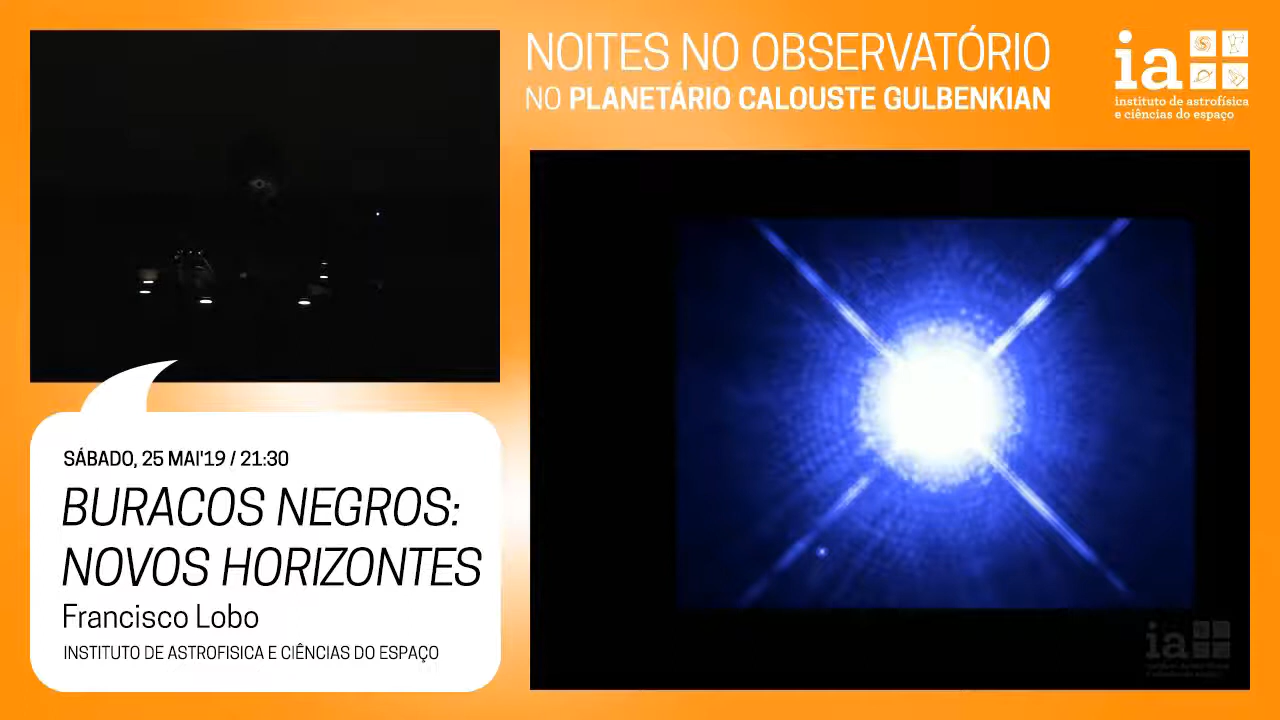 NOITES NO OBSERVATÓRIO
NO PLANETÁRIO CALOUSTE GULBENKIAN
ia
instituto de astrofísica
e ciências do espaço
SÁBADO, 25 MAI'19 / 21:30
BURACOS NEGROS:
NOVOS HORIZONTES
Francisco Lobo
INSTITUTO DE ASTROFISICA E CIÊNCIAS DO ESPAÇO
ia